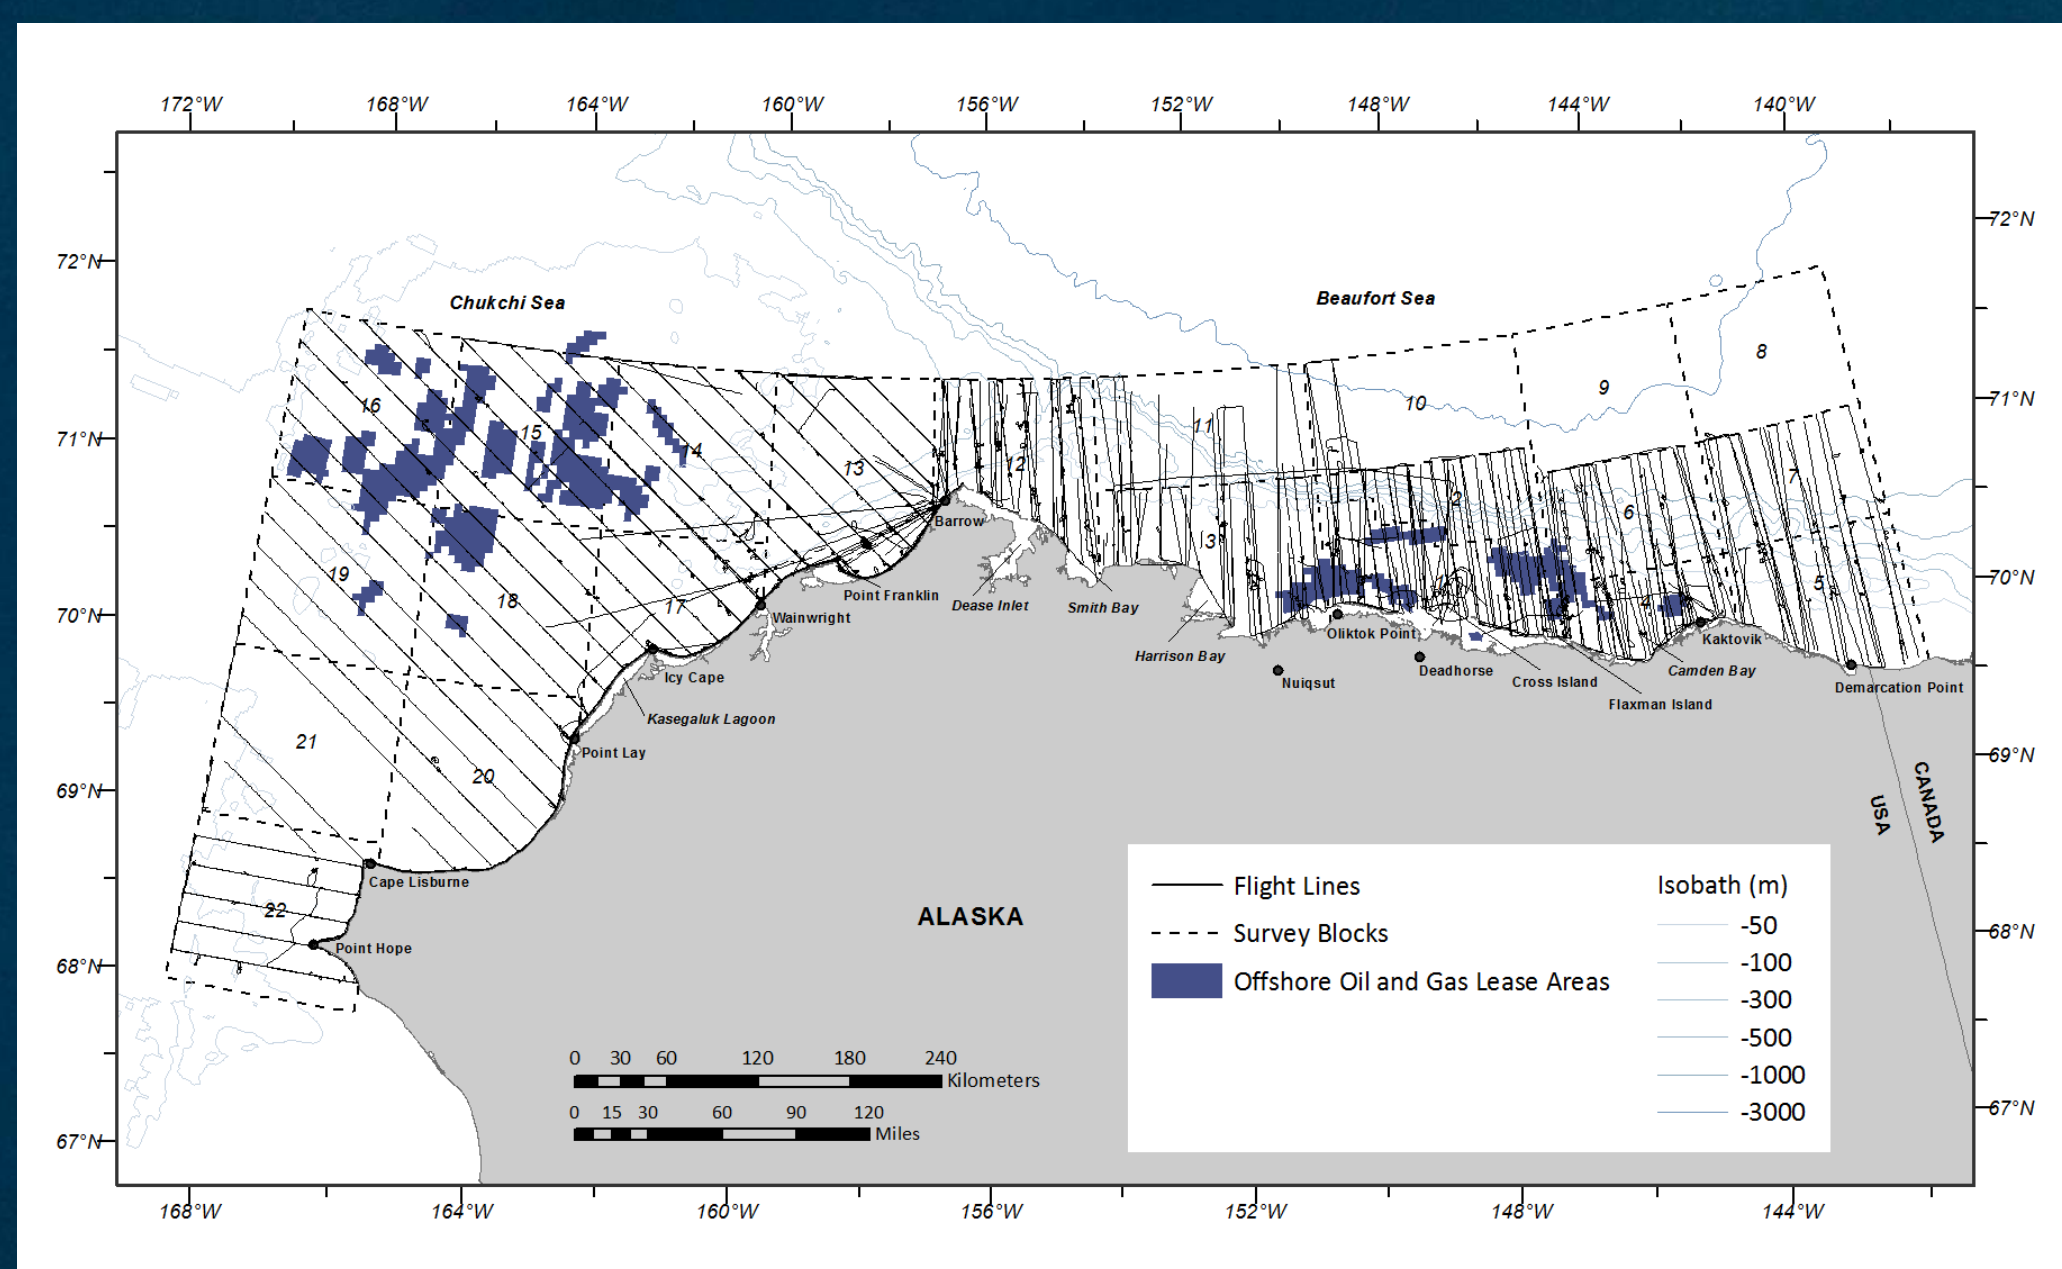 172°W 168°W 164°W 160°W 156°W 152°W 148°W 144°W 140°W
72°N
72°N
Chukchi Sea
Beaufort Sea
8
9
10
71°N
16
11
71°N
15
14
12
13
7
2
6
Barrow
3
19
70°N
18
17
Point Franklin
Dease Inlet
Smith Bay
4
5
70°N
Wainwright
Oliktok Point
Kaktovik
Harrison Bay
Icy Cape
Nuiqsut
Deadhorse
Cross Island
Camden Bay
Demarcation Point
Flaxman Island
Kasegaluk Lagoon
21
Point Lay
20
69°N
69°N
USA
CANADA
Cape Lisburne
22
Point Hope
68°N
68°N
ALASKA
Flight Lines
Survey Blocks
Offshore Oil and Gas Lease Areas
Isobath (m)
-50
-100
-300
-500
-1000
-3000
0 30 60 120 180 240
Kilometers
0 15 30 60 90 120
Miles
67°N
67°N
168°W 164°W 160°W 156°W 152°W 148°W 144°W